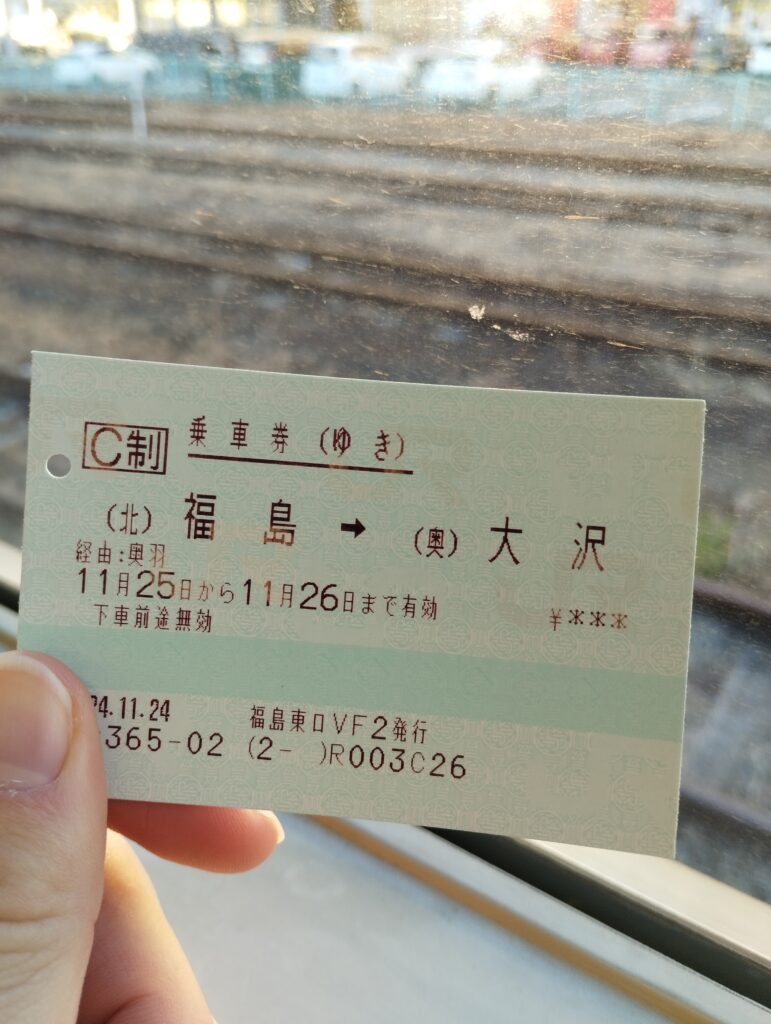 C制 乗車券(ゆき)
(北)福島 → (奥)大沢
経由:奥羽
11月25日から11月26日まで有効
下車前途無効 ¥***
24.11.24 福島東口VF2発行
365-02 (2- )R003C26